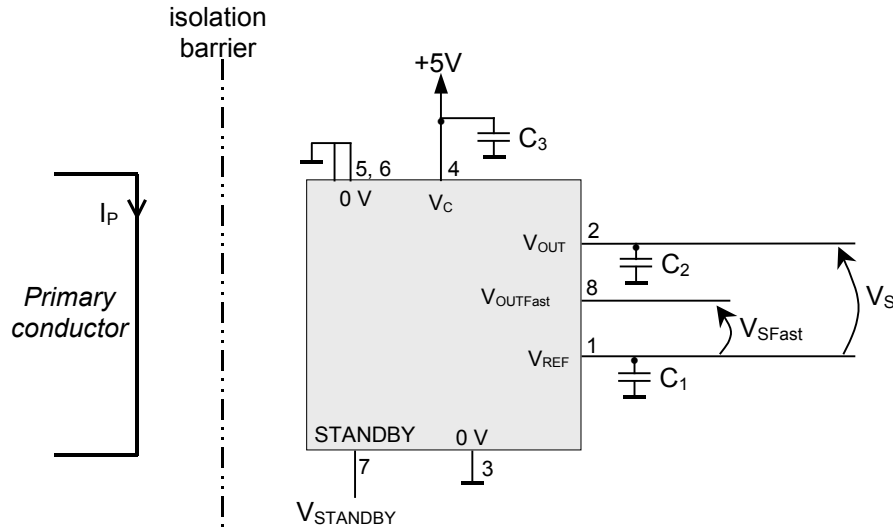 isolation
barrier
+5V
C3
5, 6
4
0 V
VC
IP
2
VOUT
C2
Primary
conductor
8
VOUTFast
VS
VSFast
1
VREF
C1
STANDBY
0 V
7
3
VSTANDBY